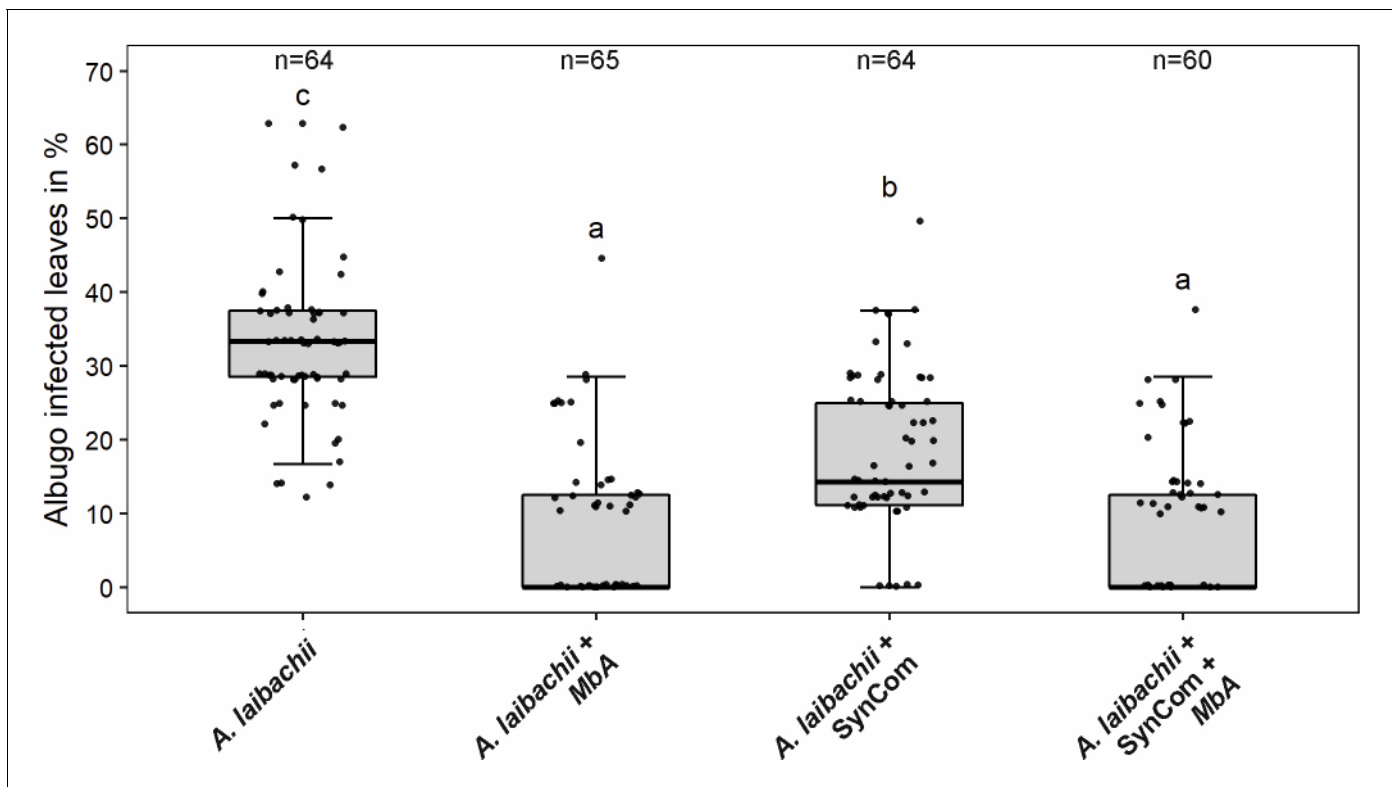 n=64
n=65
n=64
n=60
c
a
b
a
Albugo infected leaves in %
70
60
50
40
30
20
10
0
A. laibachii
A. laibachii +
MbA
A. laibachii +
SynCom
A. laibachii +
SynCom +
MbA